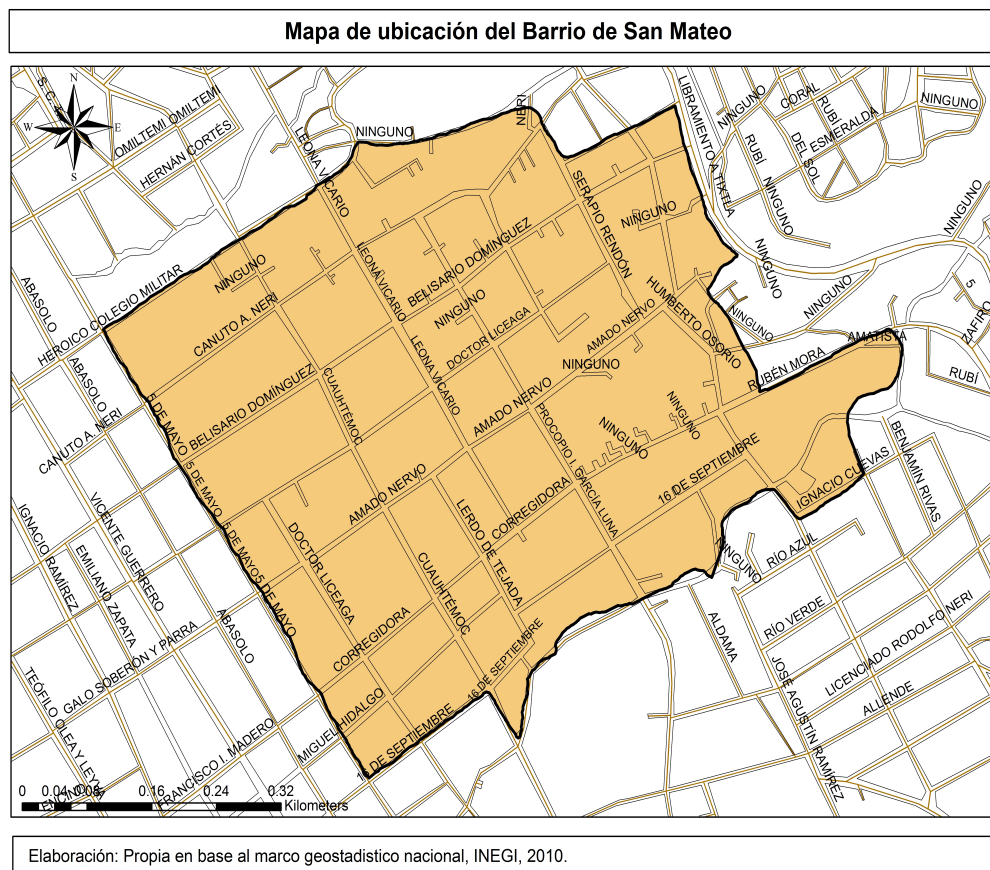 Mapa de ubicación del Barrio de San Mateo
N
W
E
S
OMILTEMI OMILTEMI
HERNÁN CORTÉS
LEONA VICARIO
NINGUNO
NERI
LIBRAMIENTO A TIXTLA
NINGUNO
CORAL
RUBÍ
ESMERALDA
NINGUNO
RUBÍ
DEL SOL
NINGUNO
NINGUNO
NINGUNO
SERAPIO RENDÓN
NINGUNO
ABASOLO
HEROICO COLEGIO MILITAR
NINGUNO
LEONA VICARIO
BELISARIO DOMÍNGUEZ
NINGUNO
HUMBERTO OSORIO
NINGUNO
NINGUNO
5
ZAFIRO
CANUTO A. NERI
DOCTOR LICEAGA
AMADO NERVO
AMATISTA
RUBÍ
ABASOLO
LEONA VICARIO
NINGUNO
RUBÉN MORA
BELISARIO DOMÍNGUEZ
CUAUHTÉMOC
AMADO NERVO
5 DE MAYO
CANUTO A. NERI
PROCOPIO I. GARCÍA LUNA
NINGUNO
NINGUNO
BENJAMÍN RIVAS
5 DE MAYO
AMADO NERVO
CORREGIDORA
16 DE SEPTIEMBRE
IGNACIO CUEVAS
VICENTE GUERRERO
IGNACIO RAMÍREZ
EMILIANO ZAPATA
5 DE MAYO
DOCTOR LICEAGA
LERDO DE TEJADA
NINGUNO
RÍO AZUL
5 DE MAYO
CUAUHTÉMOC
RÍO VERDE
LICENCIADO RODOLFO NERI
ABASOLO
CORREGIDORA
ALDAMA
GALO SOBERÓN Y PARRA
16 DE SEPTIEMBRE
ALLENDE
TEÓFILO OLEA Y LEYVA
MIGUEL HIDALGO
JOSE AGUSTÍN RAMÍREZ
FRANCISCO I. MADERO
16 DE SEPTIEMBRE
ENCINO
0 0.04 0.08 0.16 0.24 0.32
Kilometers
Elaboración: Propia en base al marco geostadistico nacional, INEGI, 2010.